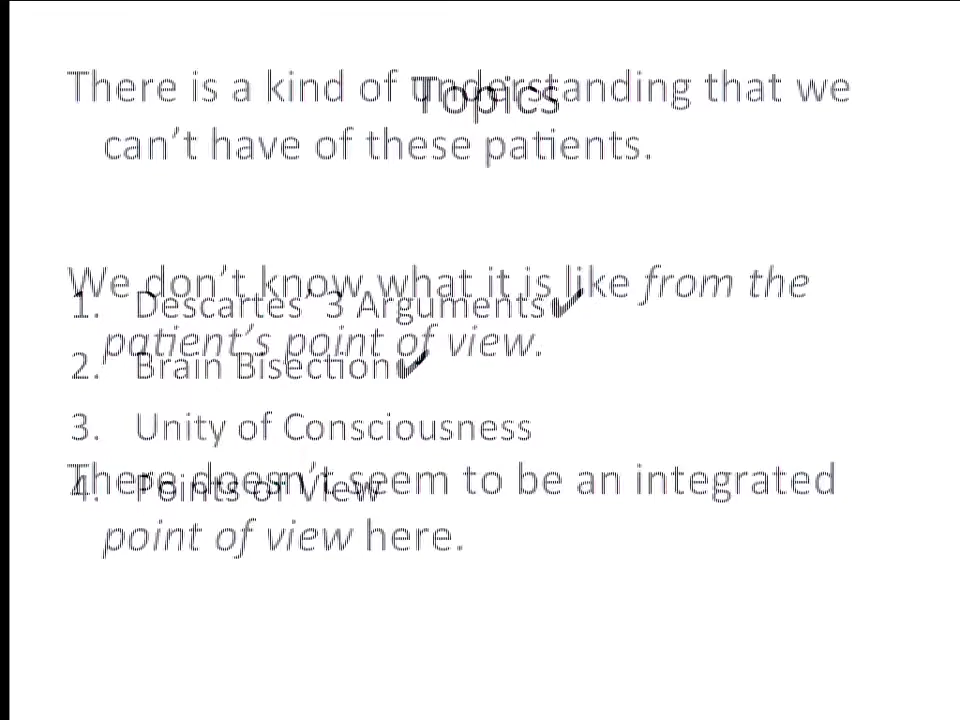 There is a kind of understanding that we
Topics
can't have of these patients.
We don't know what it is like from the
1. Descartes' 3 Arguments✔
patient's point of view.
2. Brain Bisection✔
3. Unity of Consciousness
There doesn't seem to be an integrated
4. Points of View
point of view here.